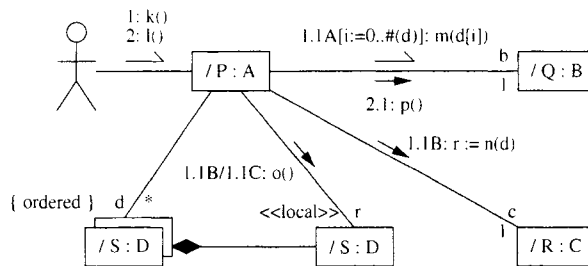 1: k()
2: l()
1.1A[i:=0..#(d)]: m(d[i])
/ P : A
b
1
/ Q : B
2.1: p()
1.1B: r := n(d)
1.1B/1.1C: o()
{ ordered }
d
*
<<local>>
r
c
1
/ S : D
/ S : D
/ R : C